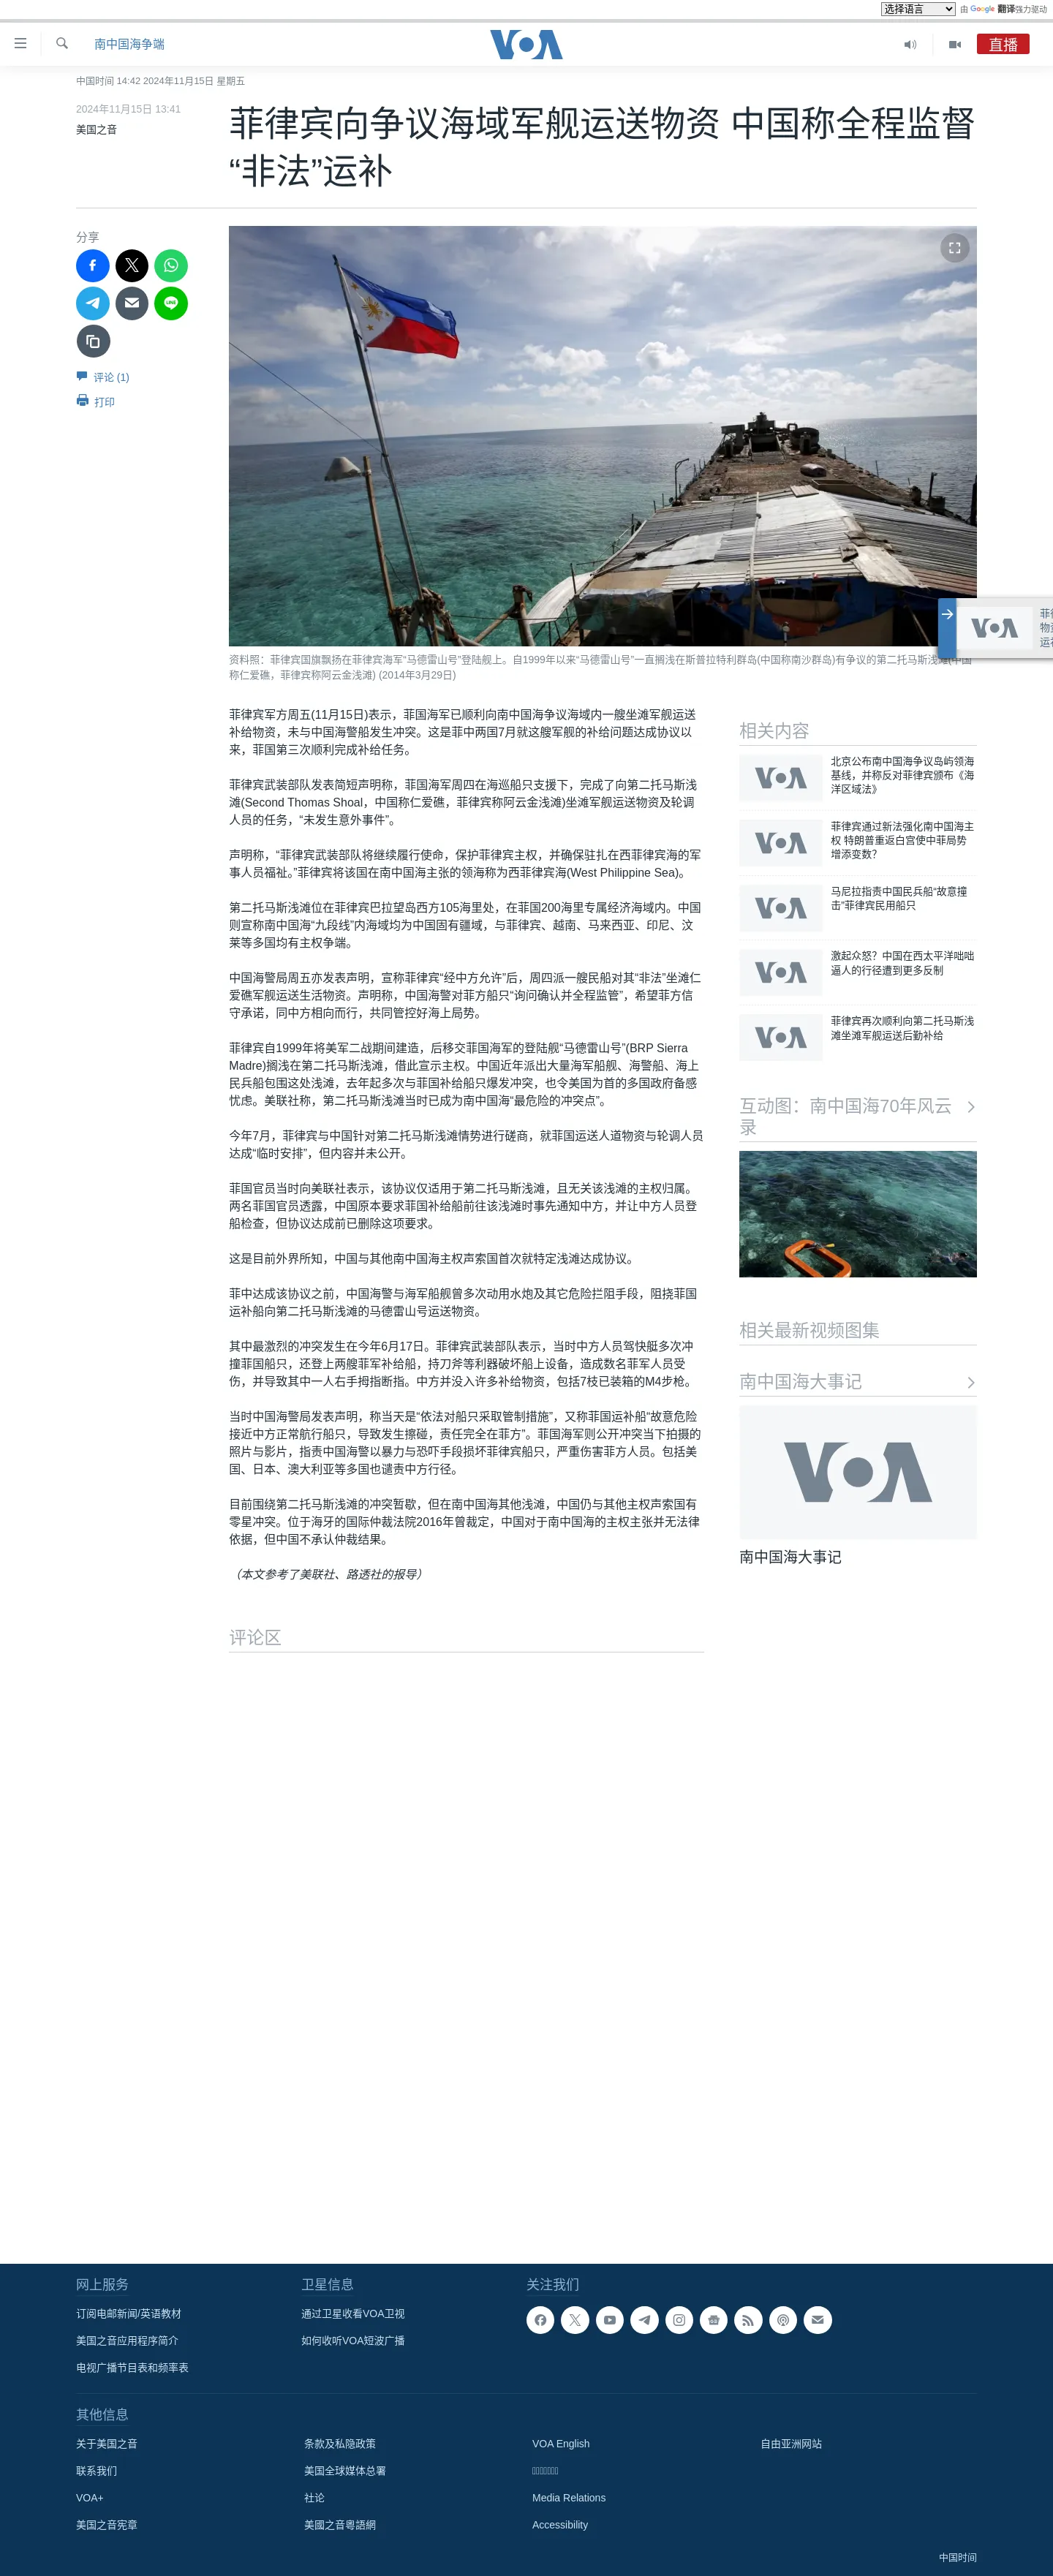 选择语言
由 Google 翻译强力驱动
南中国海争端
VOA
直播
中国时间 14:42 2024年11月15日 星期五
2024年11月15日 13:41
美国之音
菲律宾向争议海域军舰运送物资 中国称全程监督
“非法”运补
分享
评论 (1)
打印
资料照：菲律宾国旗飘扬在菲律宾海军“马德雷山号”登陆舰上。自1999年以来“马德雷山号”一直搁浅在斯普拉特利群岛(中国称南沙群岛)有争议的第二托马斯浅滩(中国
称仁爱礁，菲律宾称阿云金浅滩) (2014年3月29日)
VOA
菲律宾军方周五(11月15日)表示，菲国海军已顺利向南中国海争议海域内一艘坐滩军舰运送
补给物资，未与中国海警船发生冲突。这是菲中两国7月就这艘军舰的补给问题达成协议以
来，菲国第三次顺利完成补给任务。
菲律宾武装部队发表简短声明称，菲国海军周四在海巡船只支援下，完成了向第二托马斯浅
滩(Second Thomas Shoal，中国称仁爱礁，菲律宾称阿云金浅滩)坐滩军舰运送物资及轮调
人员的任务，“未发生意外事件”。
声明称，“菲律宾武装部队将继续履行使命，保护菲律宾主权，并确保驻扎在西菲律宾海的军
事人员福祉。”菲律宾将该国在南中国海主张的领海称为西菲律宾海(West Philippine Sea)。
第二托马斯浅滩位在菲律宾巴拉望岛西方105海里处，在菲国200海里专属经济海域内。中国
则宣称南中国海“九段线”内海域均为中国固有疆域，与菲律宾、越南、马来西亚、印尼、汶
莱等多国均有主权争端。
中国海警局周五亦发表声明，宣称菲律宾“经中方允许”后，周四派一艘民船对其“非法”坐滩仁
爱礁军舰运送生活物资。声明称，中国海警对菲方船只“询问确认并全程监管”，希望菲方信
守承诺，同中方相向而行，共同管控好海上局势。
菲律宾自1999年将美军二战期间建造，后移交菲国海军的登陆舰“马德雷山号”(BRP Sierra
Madre)搁浅在第二托马斯浅滩，借此宣示主权。中国近年派出大量海军船舰、海警船、海上
民兵船包围这处浅滩，去年起多次与菲国补给船只爆发冲突，也令美国为首的多国政府备感
忧虑。美联社称，第二托马斯浅滩当时已成为南中国海“最危险的冲突点”。
今年7月，菲律宾与中国针对第二托马斯浅滩情势进行磋商，就菲国运送人道物资与轮调人员
达成“临时安排”，但内容并未公开。
菲国官员当时向美联社表示，该协议仅适用于第二托马斯浅滩，且无关该浅滩的主权归属。
两名菲国官员透露，中国原本要求菲国补给船前往该浅滩时事先通知中方，并让中方人员登
船检查，但协议达成前已删除这项要求。
这是目前外界所知，中国与其他南中国海主权声索国首次就特定浅滩达成协议。
菲中达成该协议之前，中国海警与海军船舰曾多次动用水炮及其它危险拦阻手段，阻挠菲国
运补船向第二托马斯浅滩的马德雷山号运送物资。
其中最激烈的冲突发生在今年6月17日。菲律宾武装部队表示，当时中方人员驾快艇多次冲
撞菲国船只，还登上两艘菲军补给船，持刀斧等利器破坏船上设备，造成数名菲军人员受
伤，并导致其中一人右手拇指断指。中方并没入许多补给物资，包括7枝已装箱的M4步枪。
当时中国海警局发表声明，称当天是“依法对船只采取管制措施”，又称菲国运补船“故意危险
接近中方正常航行船只，导致发生擦碰，责任完全在菲方”。菲国海军则公开冲突当下拍摄的
照片与影片，指责中国海警以暴力与恐吓手段损坏菲律宾船只，严重伤害菲方人员。包括美
国、日本、澳大利亚等多国也谴责中方行径。
目前围绕第二托马斯浅滩的冲突暂歇，但在南中国海其他浅滩，中国仍与其他主权声索国有
零星冲突。位于海牙的国际仲裁法院2016年曾裁定，中国对于南中国海的主权主张并无法律
依据，但中国不承认仲裁结果。
（本文参考了美联社、路透社的报导）
评论区
相关内容
VOA
北京公布南中国海争议岛屿领海
基线，并称反对菲律宾颁布《海
洋区域法》
VOA
菲律宾通过新法强化南中国海主
权 特朗普重返白宫使中菲局势
增添变数？
VOA
马尼拉指责中国民兵船“故意撞
击”菲律宾民用船只
VOA
激起众怒？中国在西太平洋咄咄
逼人的行径遭到更多反制
VOA
菲律宾再次顺利向第二托马斯浅
滩坐滩军舰运送后勤补给
互动图：南中国海70年风云
录
相关最新视频图集
南中国海大事记
VOA
南中国海大事记
网上服务
订阅电邮新闻/英语教材
美国之音应用程序简介
电视广播节目表和频率表
卫星信息
通过卫星收看VOA卫视
如何收听VOA短波广播
关注我们
其他信息
关于美国之音
联系我们
VOA+
美国之音宪章
条款及私隐政策
美国全球媒体总署
社论
美國之音粵語網
VOA English
Media Relations
Accessibility
自由亚洲网站
中国时间